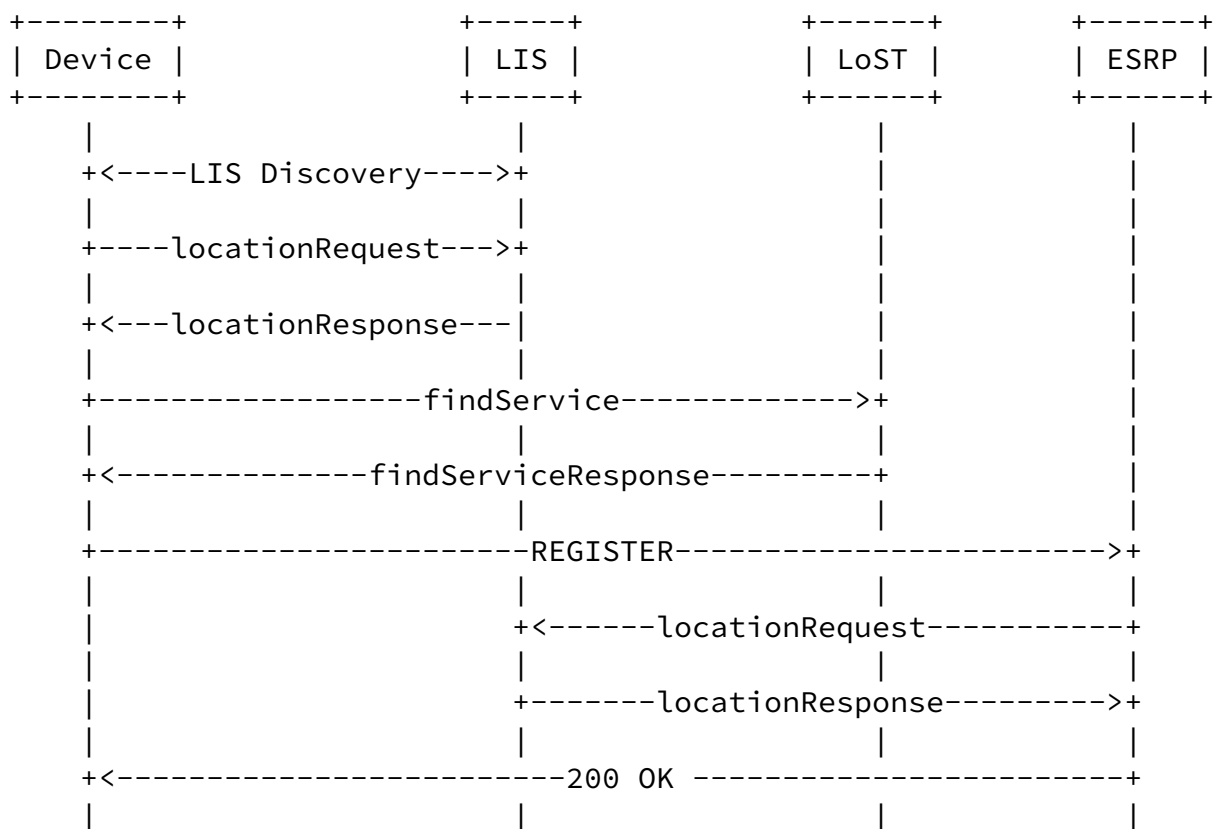 Device LIS LoST ESRP
LIS Discovery
locationRequest
locationResponse
findService
findServiceResponse
REGISTER
locationRequest
locationResponse
200 OK